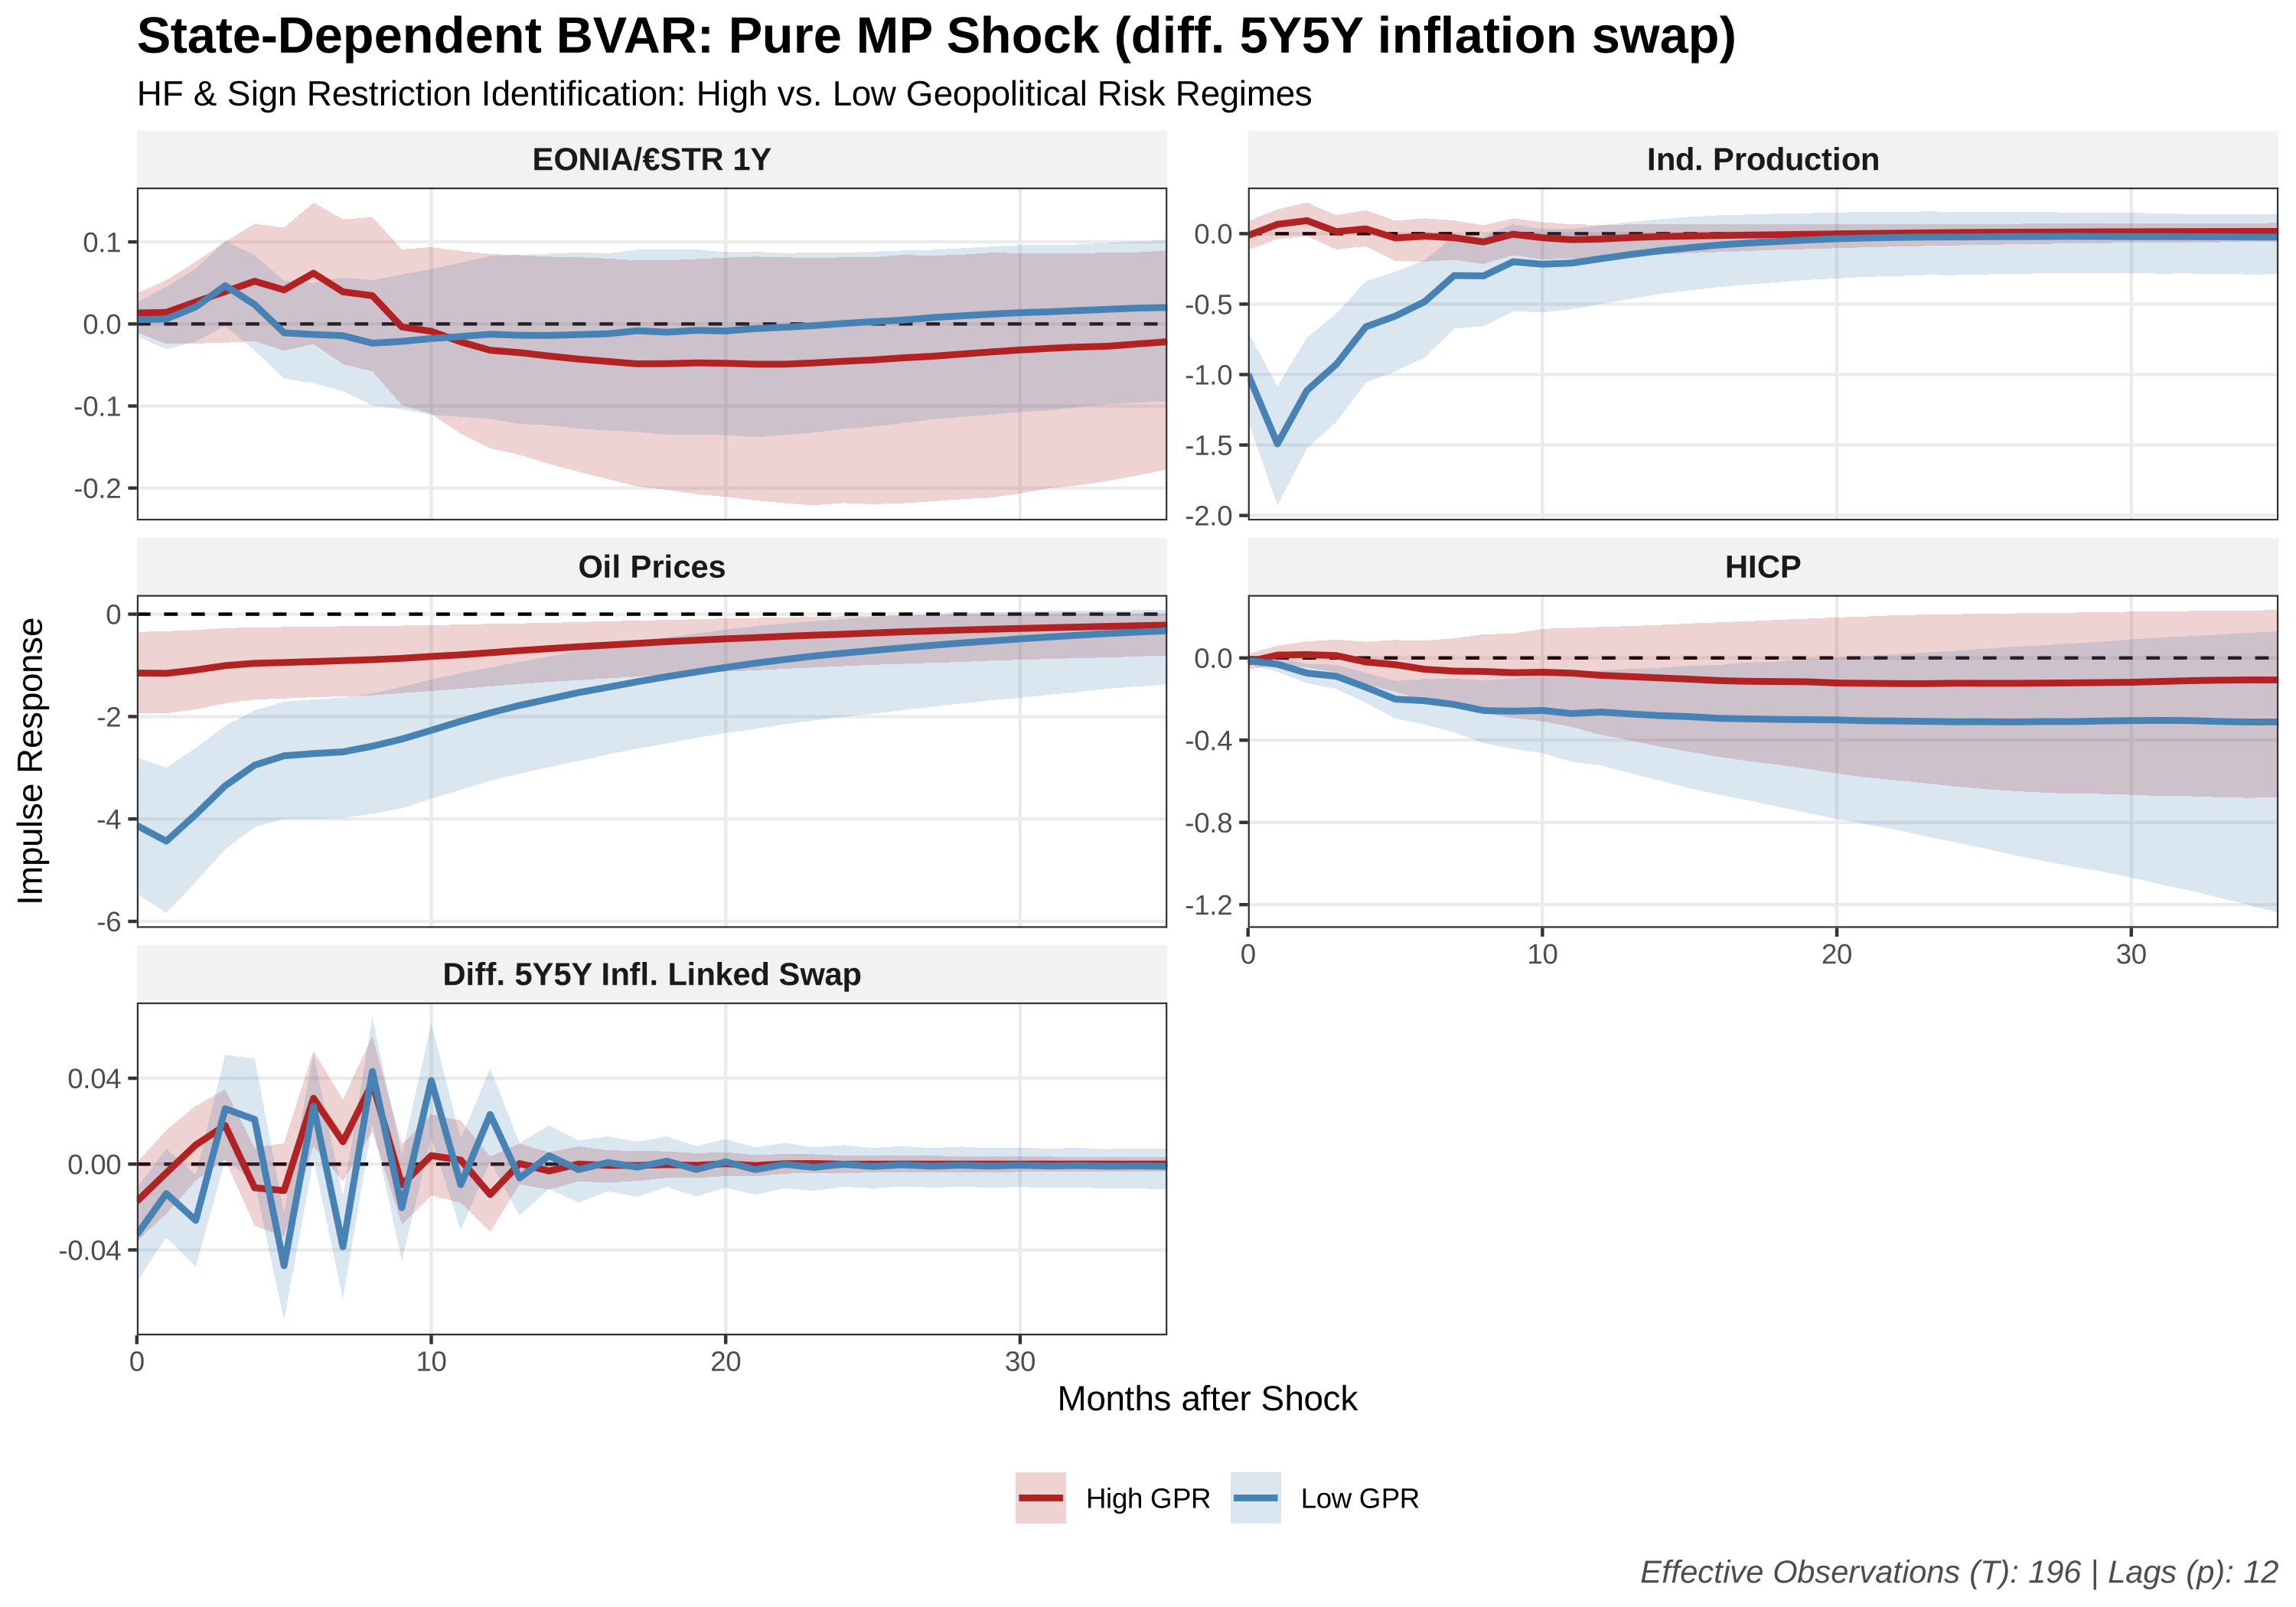 State-Dependent BVAR: Pure MP Shock (diff. 5Y5Y inflation swap)
HF & Sign Restriction Identification: High vs. Low Geopolitical Risk Regimes
EONIA/€STR 1Y
0.1
0.0
-0.1
-0.2
Ind. Production
0.0
-0.5
-1.0
-1.5
-2.0
Impulse Response
Oil Prices
0
-2
-4
-6
HICP
0.0
-0.4
-0.8
-1.2
0 10 20 30
Diff. 5Y5Y Infl. Linked Swap
0.04
0.00
-0.04
0 10 20 30
Months after Shock
High GPR Low GPR
Effective Observations (T): 196 | Lags (p): 12